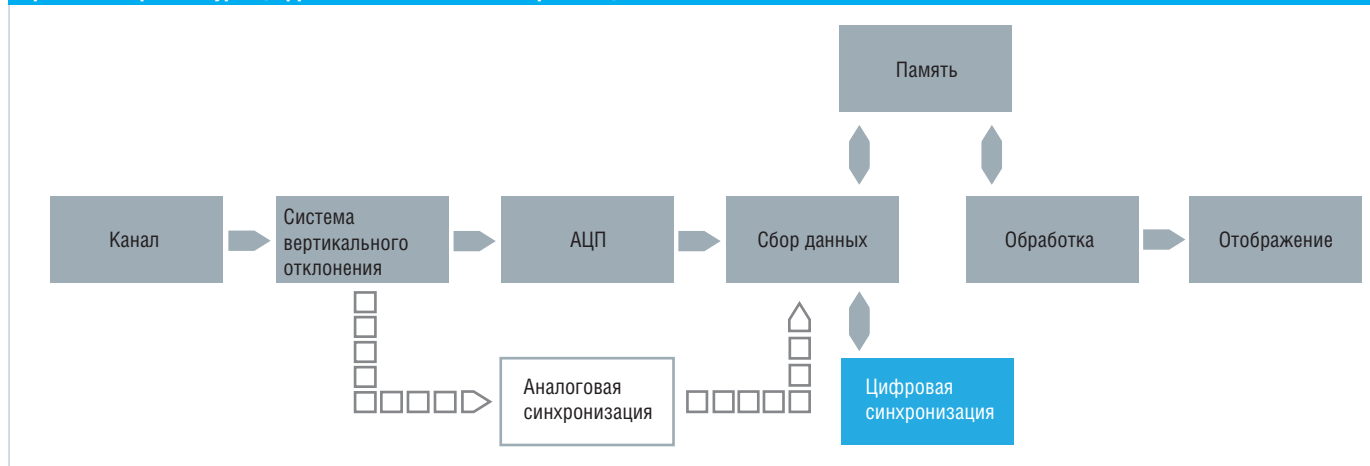 Память
Канал
Система
вертикального
отклонения
АЦП
Сбор данных
Обработка
Отображение
Аналоговая
синхронизация
Цифровая
синхронизация